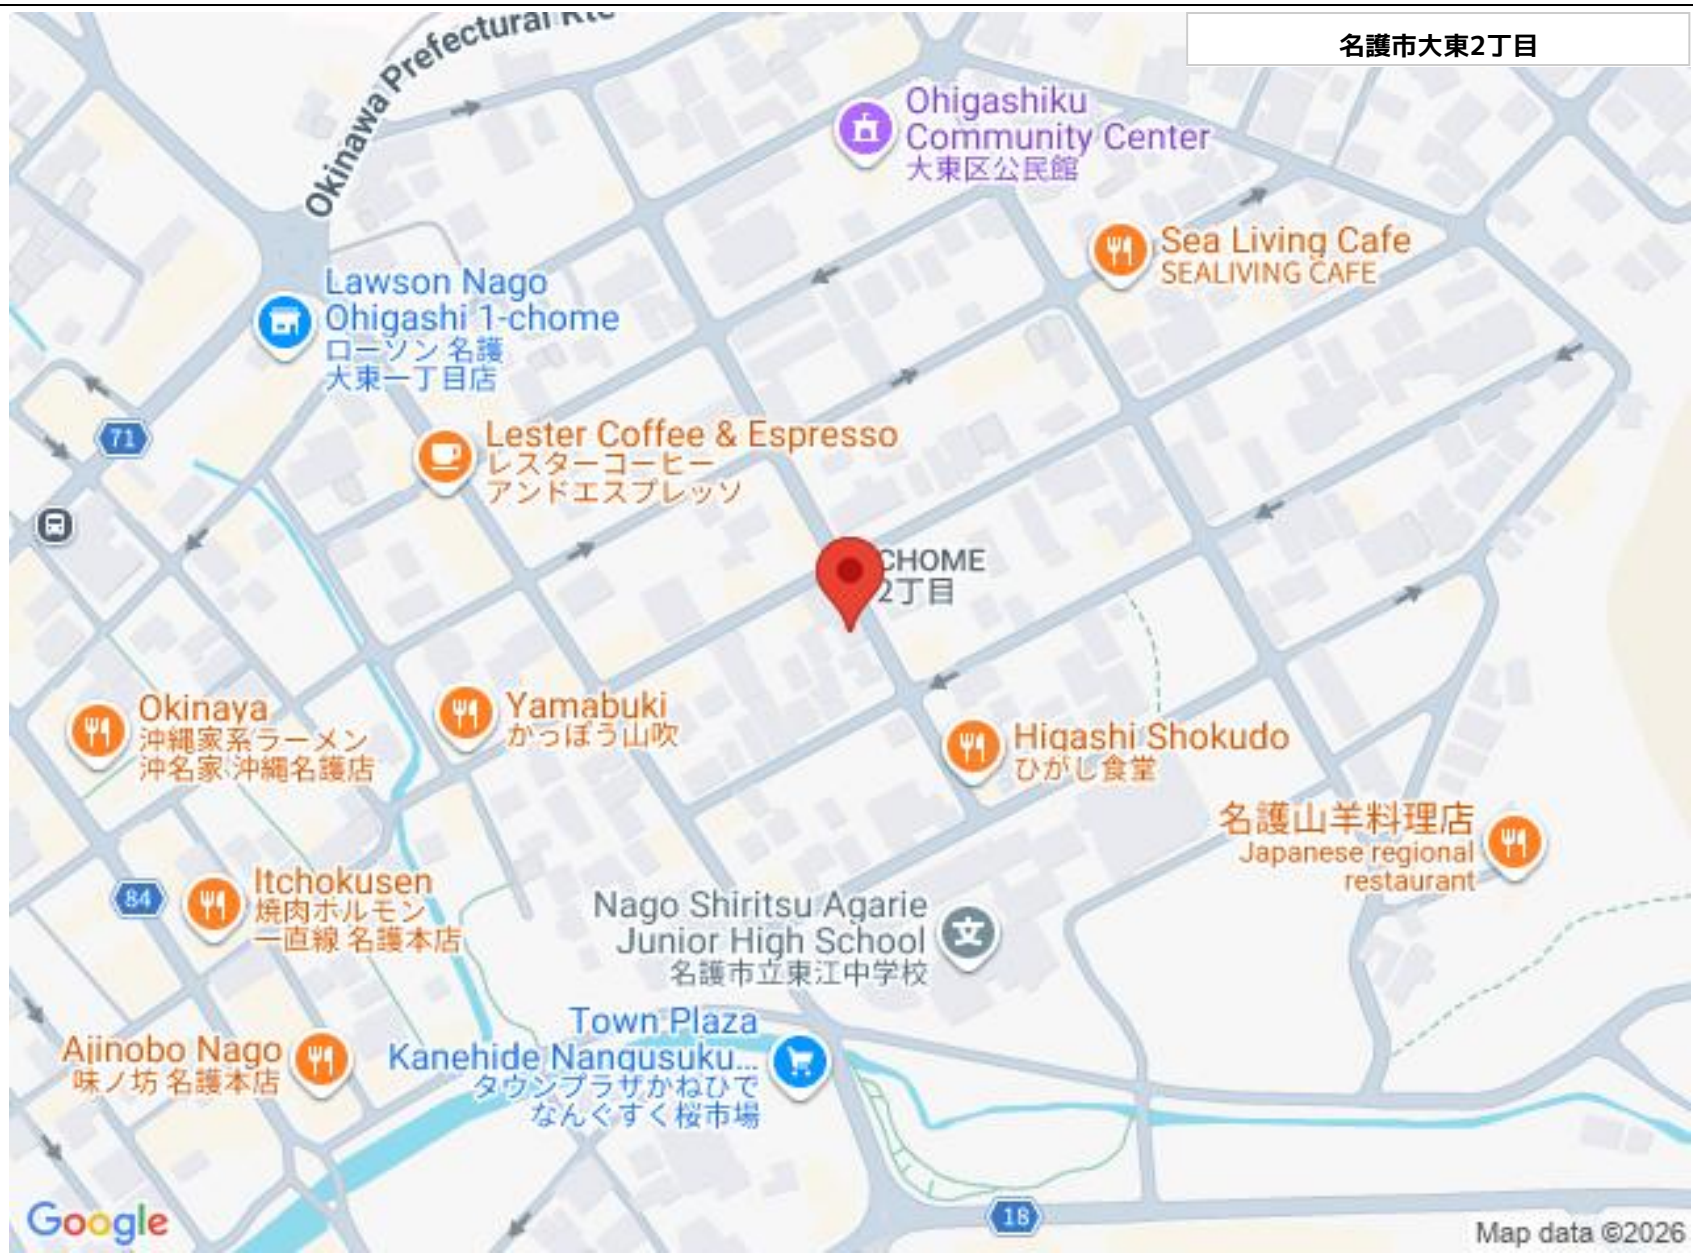 Okinawa Prefectural Rte
名護市大東2丁目
Ohigashiku
Community Center
大東区公民館
Sea Living Cafe
SEALIVING CAFE
Lawson Nago
Ohigashi 1-chome
ローソン 名護
大東一丁目店
71
Lester Coffee & Espresso
レスターコーヒー
アンドエスプレッソ
CHOME
2丁目
Okinaya
沖縄家系ラーメン
沖名家 沖縄名護店
Yamabuki
かっぽう山吹
Higashi Shokudo
ひがし食堂
名護山羊料理店
Japanese regional
restaurant
84
Itchokusen
焼肉ホルモン
一直線 名護本店
Nago Shiritsu Agarie
Junior High School
名護市立東江中学校
文
Town Plaza
Kanehide Nangusuku...
タウンプラザかねひで
なんぐすく桜市場
Ajinobo Nago
味ノ坊 名護本店
18
Google
Map data ©2026